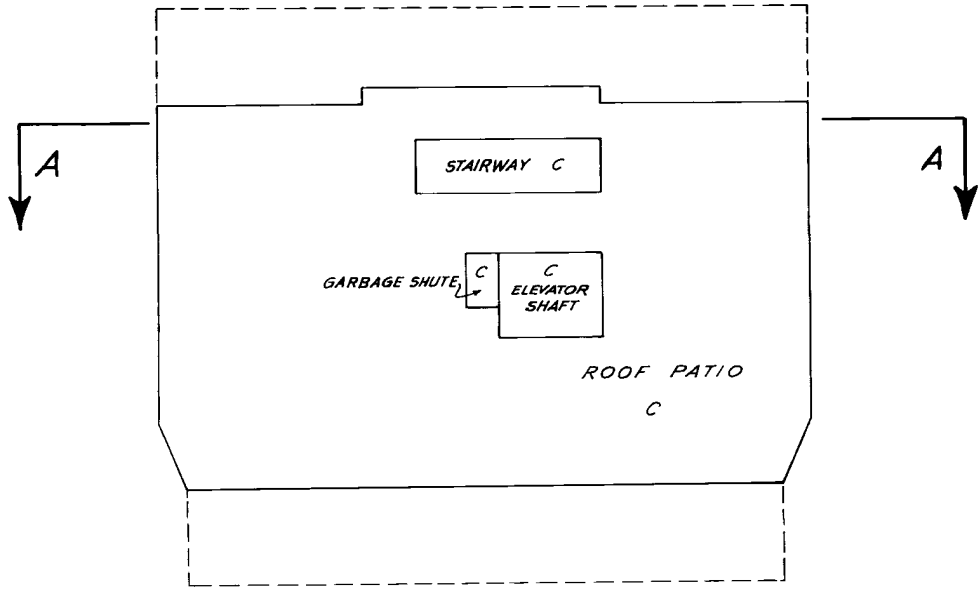 A
A
STAIRWAY C
C
GARBAGE SHUTE
C
ELEVATOR
SHAFT
ROOF PATIO
C